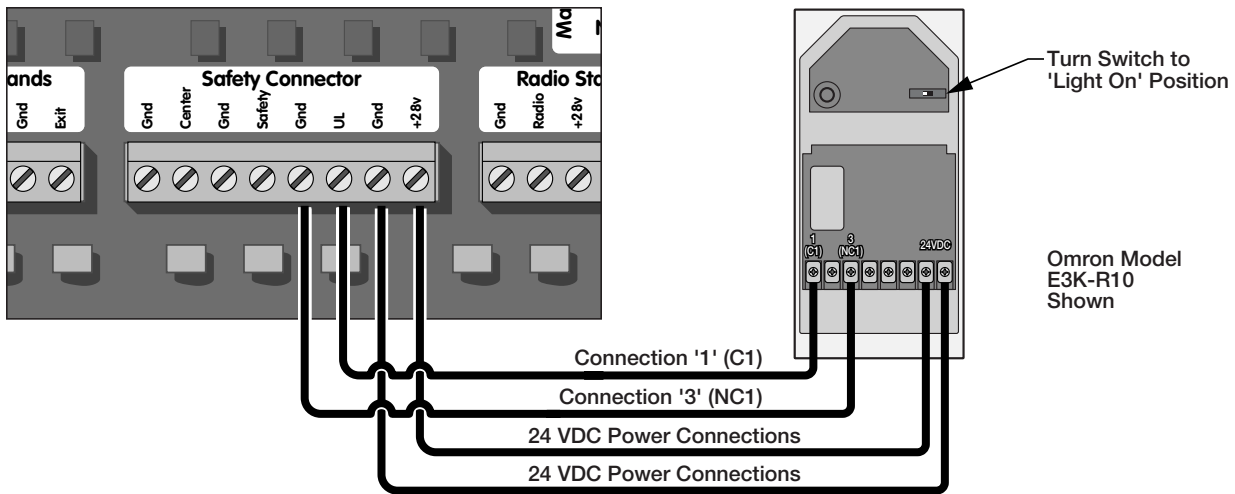 Ma
N
ands
Safety Connector
Radio Sto
Gnd
Exit
Gnd
Center
Gnd
Safety
Gnd
UL
Gnd
+28v
Gnd
Radio
+28v
Turn Switch to
'Light On' Position
1
(C1)
3
(NC1)
24VDC
Omron Model
E3K-R10
Shown
Connection '1' (C1)
Connection '3' (NC1)
24 VDC Power Connections
24 VDC Power Connections